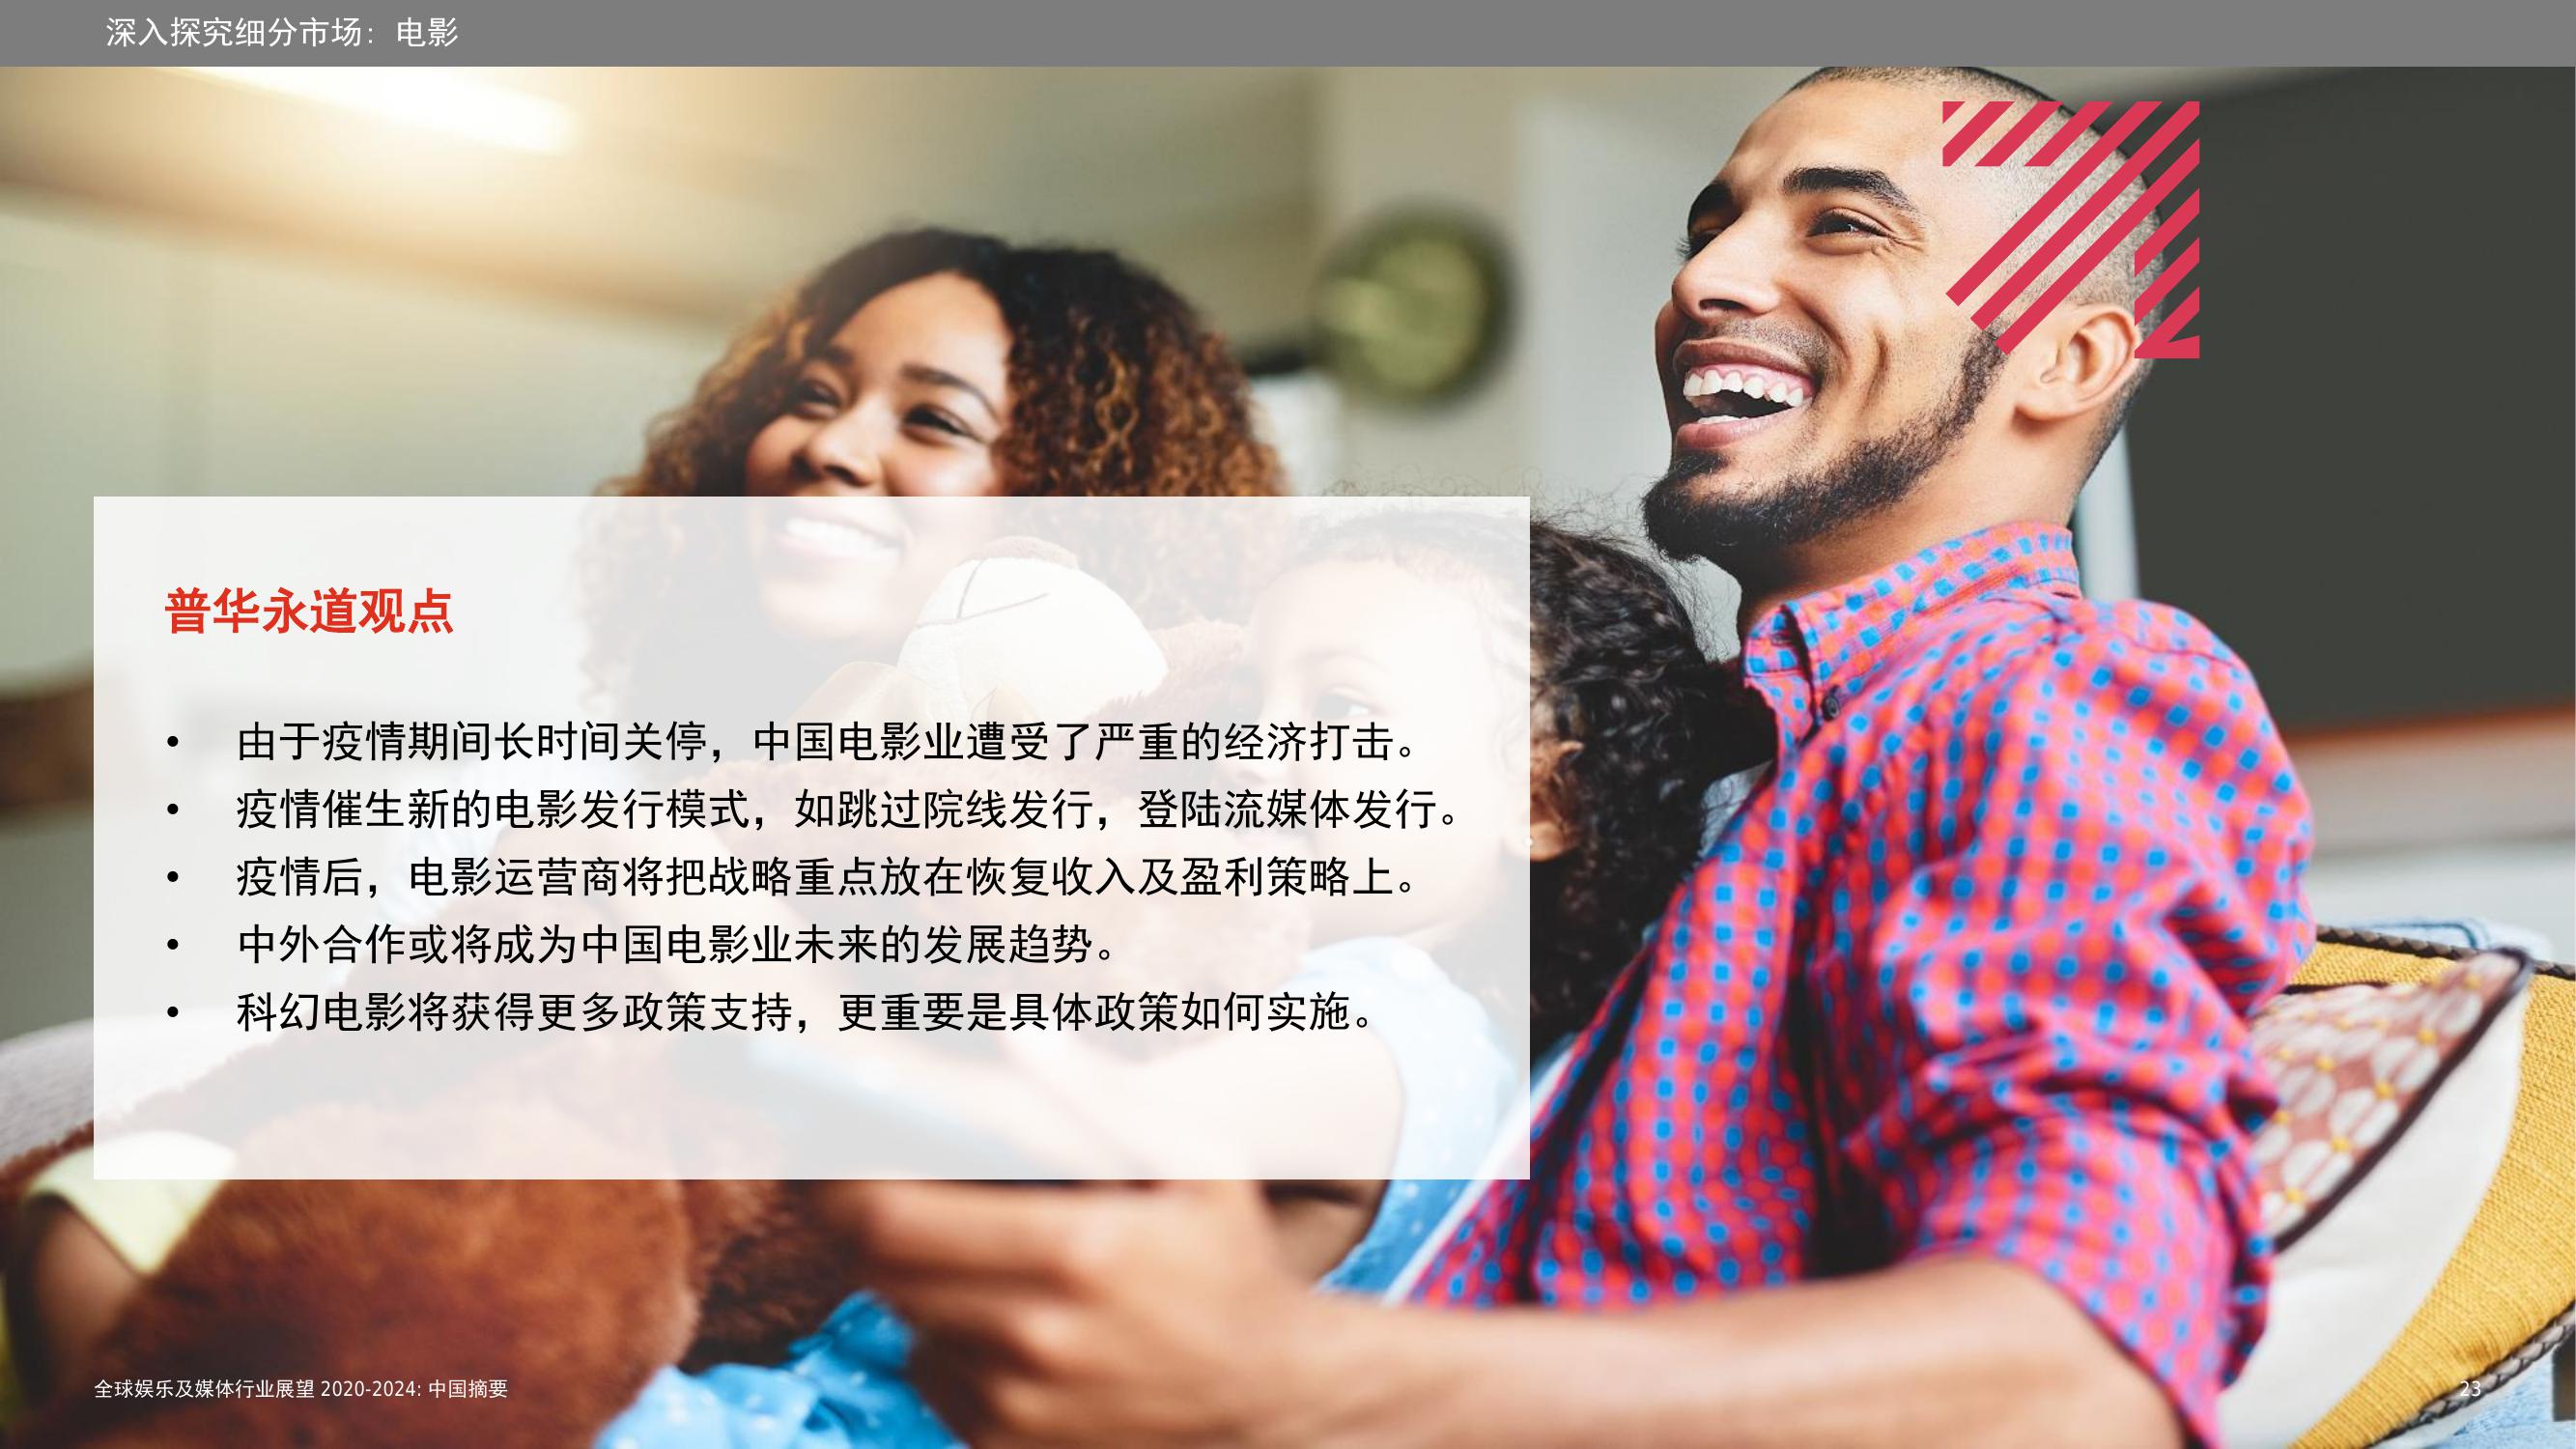 深入探究细分市场：电影
普华永道观点
• 由于疫情期间长时间关停，中国电影业遭受了严重的经济打击。
• 疫情催生新的电影发行模式，如跳过院线发行，登陆流媒体发行。
• 疫情后，电影运营商将把战略重点放在恢复收入及盈利策略上。
• 中外合作或将成为中国电影业未来的发展趋势。
• 科幻电影将获得更多政策支持，更重要是具体政策如何实施。
全球娱乐及媒体行业展望 2020-2024: 中国摘要
23